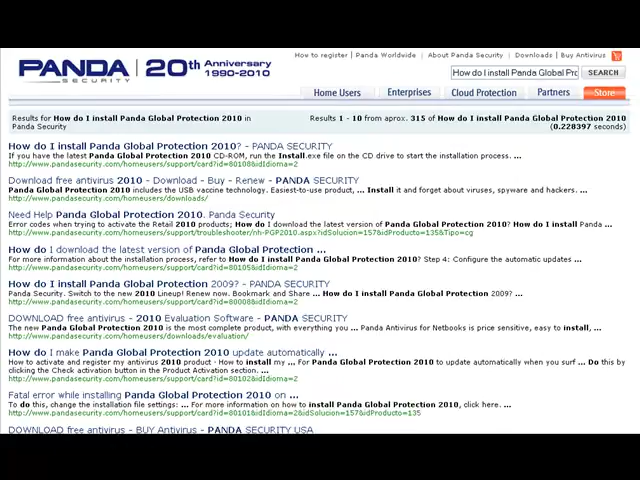 How to register | Panda Worldwide | About Panda Security | Downloads | Buy Antivirus
PANDA SECURITY | 20th Anniversary 1990-2010
How do I install Panda Global Prc SEARCH
Home Users Enterprises Cloud Protection Partners Store
Results for How do I install Panda Global Protection 2010 in Panda Security
Results 1 - 10 from aprox. 315 of How do I install Panda Global Protection 2010 (0.228397 seconds)
How do I install Panda Global Protection 2010? - PANDA SECURITY
If you have the latest Panda Global Protection 2010 CD-ROM, run the Install.exe file on the CD drive to start the installation process. ...
http://www.pandasecurity.com/homeusers/support/card?id=80108&idIdioma=2
Download free antivirus 2010 - Download - Buy - Renew - PANDA SECURITY
Panda Global Protection 2010 includes the USB vaccine technology. Easiest-to-use product, ... Install it and forget about viruses, spyware and hackers. ...
http://www.pandasecurity.com/homeusers/downloads/
Need Help Panda Global Protection 2010. Panda Security
Error codes when trying to activate the Retail 2010 products; How do I download the latest version of Panda Global Protection 2010? How do I install Panda ...
http://www.pandasecurity.com/homeusers/support/troubleshooter/nh-PGP2010.aspx?idSolucion=157&idProducto=135&Tipo=cg
How do I download the latest version of Panda Global Protection ...
For more information about the installation process, refer to How do I install Panda Global Protection 2010? Step 4: Configure the automatic updates ...
http://www.pandasecurity.com/homeusers/support/card?id=80105&idIdioma=2
How do I install Panda Global Protection 2009? - PANDA SECURITY
Panda Security. Switch to the new 2010 Lineup! Renew now. Bookmark and Share ... How do I install Panda Global Protection 2009? ...
http://www.pandasecurity.com/homeusers/support/card?id=80008&idIdioma=2
DOWNLOAD free antivirus - 2010 Evaluation Software - PANDA SECURITY
The new Panda Global Protection 2010 is the most complete product, with everything you ... Panda Antivirus for Netbooks is price sensitive, easy to install, ...
http://www.pandasecurity.com/homeusers/downloads/evaluation/
How do I make Panda Global Protection 2010 update automatically ...
How to activate and register my antivirus 2010 product · How to install my ... For Panda Global Protection 2010 to update automatically when you surf ... Do this by
clicking the Check activation button in the Product Activation section. ...
http://www.pandasecurity.com/homeusers/support/card?id=80102&idIdioma=2
Fatal error while installing Panda Global Protection 2010 on ...
To do this, change the installation file settings: ... For more information on how to install Panda Global Protection 2010, click here. ...
http://www.pandasecurity.com/homeusers/support/card?id=80101&idIdioma=2&idSolucion=157&idProducto=135
DOWNLOAD free antivirus - BUY Antivirus - PANDA SECURITY USA